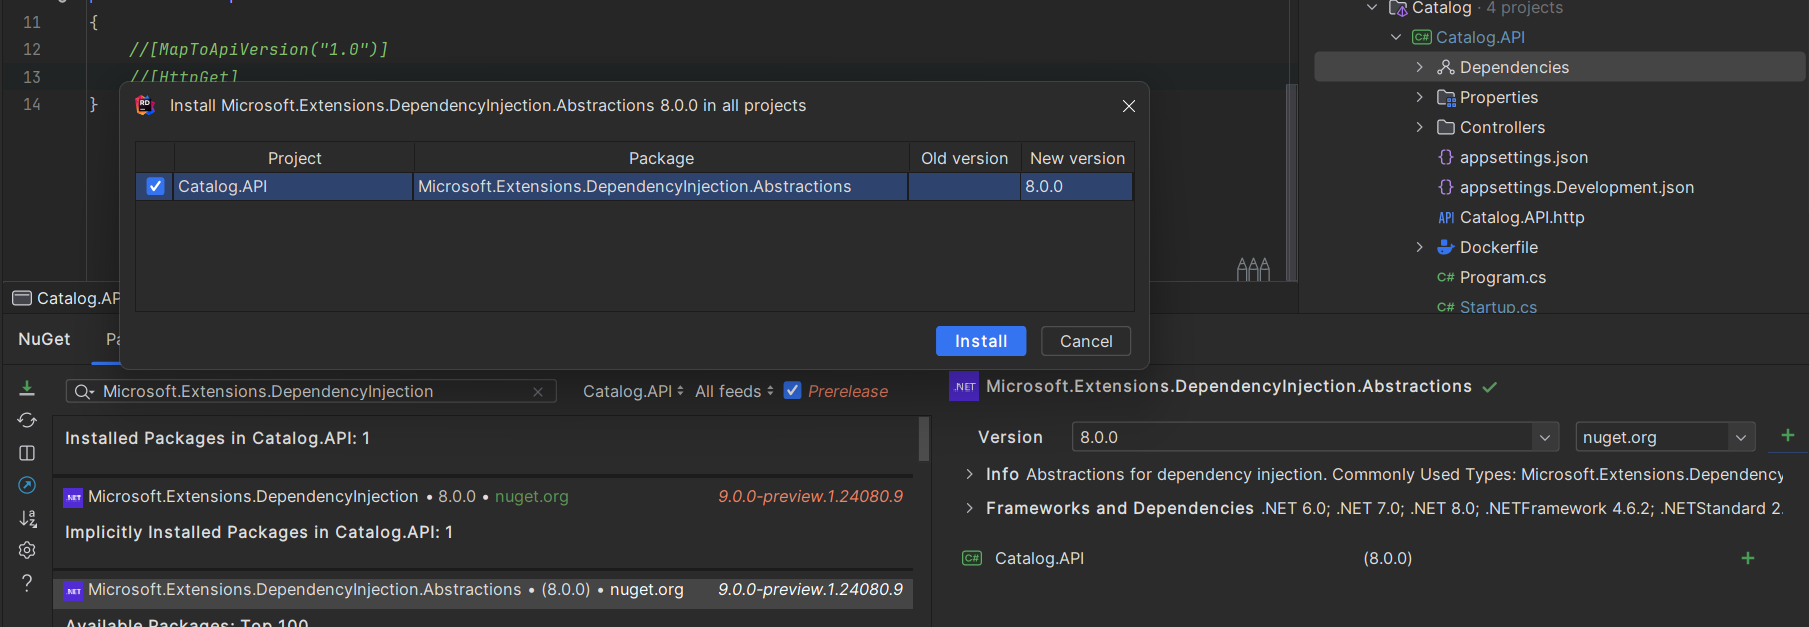 11 {
12 //[MapToApiVersion("1.0")]
13 //[HttpGet]
14 }
Install Microsoft.Extensions.DependencyInjection.Abstractions 8.0.0 in all projects
Project Package Old version New version
Catalog.API Microsoft.Extensions.DependencyInjection.Abstractions 8.0.0
Install Cancel
Catalog · 4 projects
C# Catalog.API
Dependencies
Properties
Controllers
{} appsettings.json
{} appsettings.Development.json
API Catalog.API.http
Dockerfile
C# Program.cs
C# Startup.cs
Catalog.AP
NuGet Pa
Microsoft.Extensions.DependencyInjection Catalog.API All feeds Prerelease
Installed Packages in Catalog.API: 1
.NET Microsoft.Extensions.DependencyInjection • 8.0.0 • nuget.org 9.0.0-preview.1.24080.9
Implicitly Installed Packages in Catalog.API: 1
.NET Microsoft.Extensions.DependencyInjection.Abstractions • (8.0.0) • nuget.org 9.0.0-preview.1.24080.9
Available Packages: Top 100
.NET Microsoft.Extensions.DependencyInjection.Abstractions
Version 8.0.0 nuget.org
Info Abstractions for dependency injection. Commonly Used Types: Microsoft.Extensions.Dependency
Frameworks and Dependencies .NET 6.0; .NET 7.0; .NET 8.0; .NETFramework 4.6.2; .NETStandard 2.
C# Catalog.API (8.0.0)